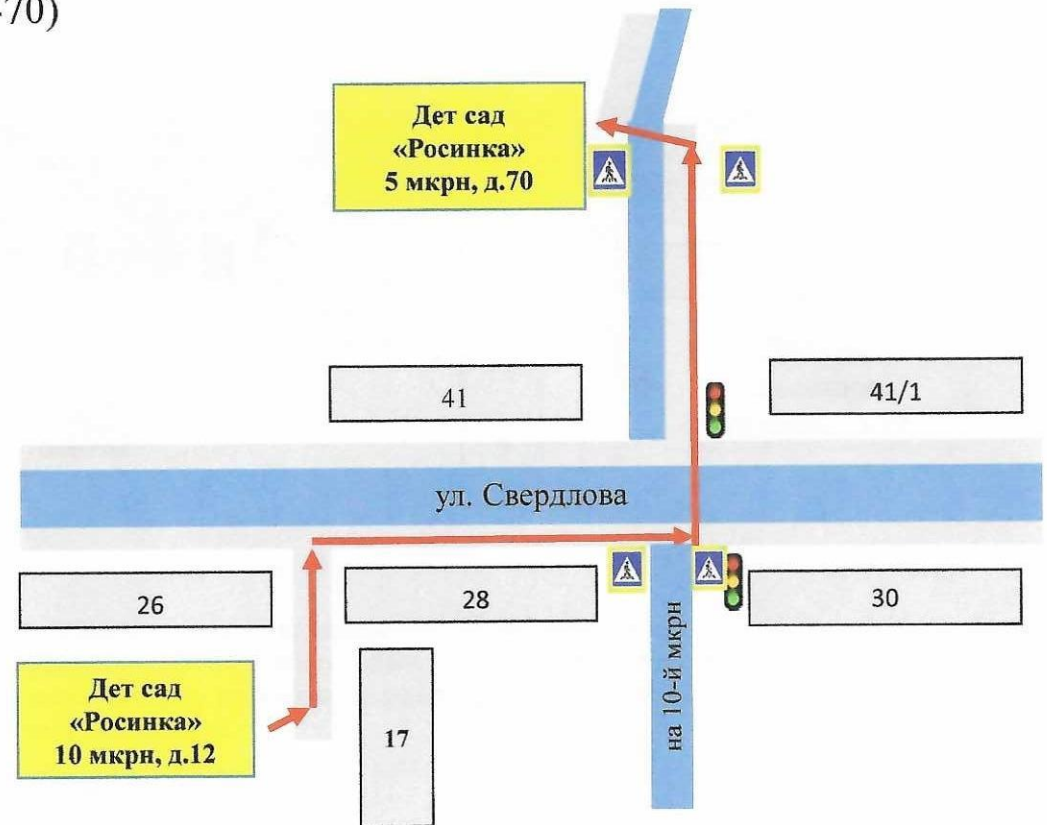 70)
Дет сад
«Росинка»
5 мкрн, д.70
41
41/1
ул. Свердлова
26
28
30
на 10-й мкрн
Дет сад
«Росинка»
10 мкрн, д.12
17